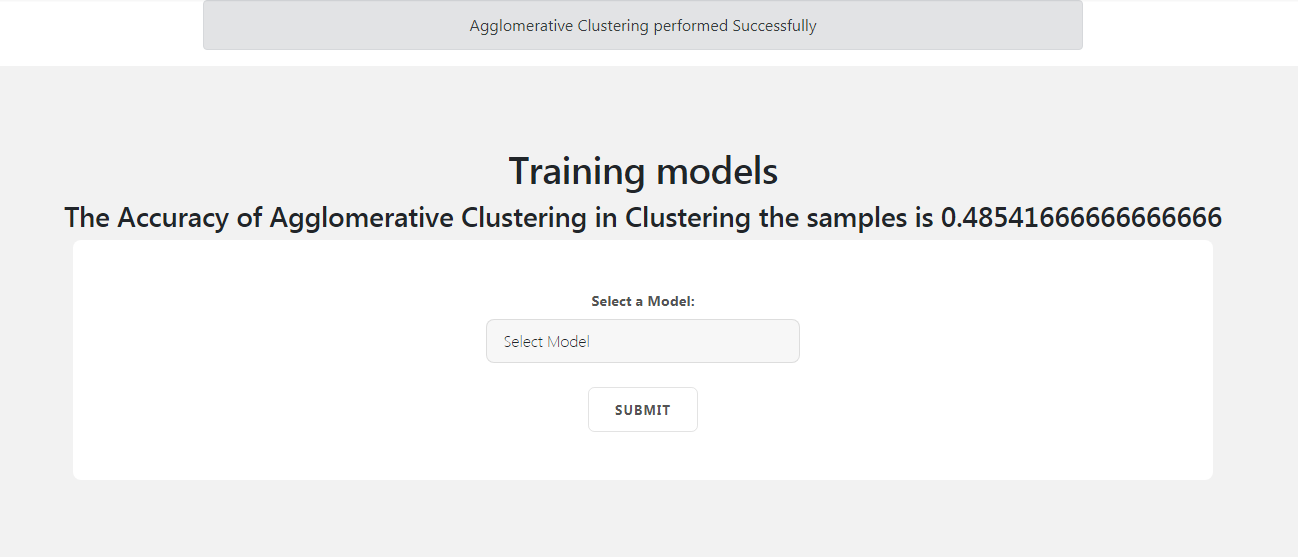 Agglomerative Clustering performed Successfully
Training models
The Accuracy of Agglomerative Clustering in Clustering the samples is 0.48541666666666666
Select a Model:
Select Model
SUBMIT